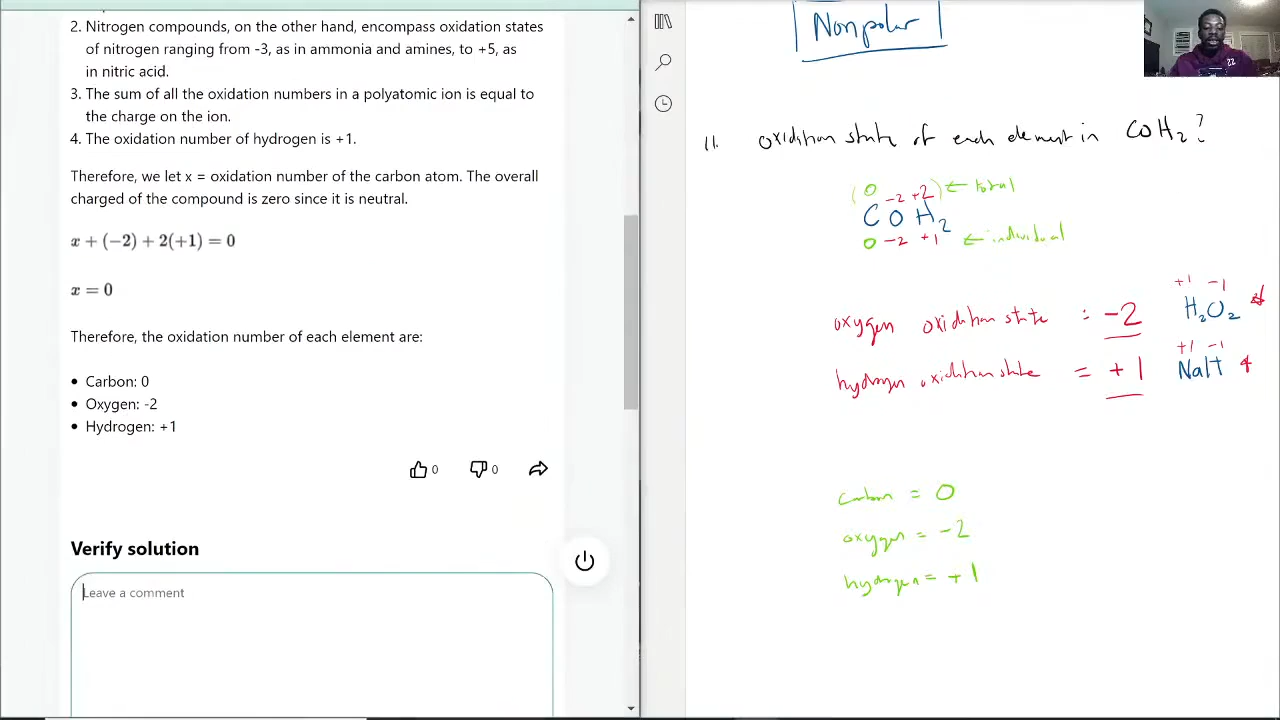 2. Nitrogen compounds, on the other hand, encompass oxidation states
of nitrogen ranging from -3, as in ammonia and amines, to +5, as
in nitric acid.
3. The sum of all the oxidation numbers in a polyatomic ion is equal to
the charge on the ion.
4. The oxidation number of hydrogen is +1.
Therefore, we let x = oxidation number of the carbon atom. The overall
charged of the compound is zero since it is neutral.
x + (−2) + 2(+1) = 0
x = 0
Therefore, the oxidation number of each element are:
• Carbon: 0
• Oxygen: -2
• Hydrogen: +1
0 0
Verify solution
Leave a comment
Nonpolar
22
11. oxidition state of each element in COH2?
(0 -2 +2) ← total
C O H2
0 -2 +1 ← individual
oxygen oxidition state = -2
+1 -1
H2O2 *
hydrogen oxidition state = +1
+1 -1
NaH *
carbon = 0
oxygen = -2
hydrogen = +1